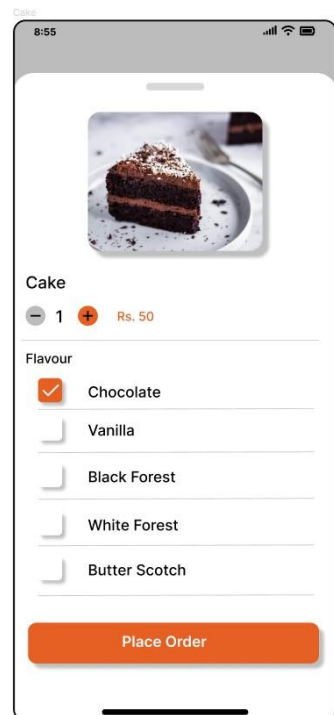 Cake
8:55
Cake
1
Rs. 50
Flavour
Chocolate
Vanilla
Black Forest
White Forest
Butter Scotch
Place Order